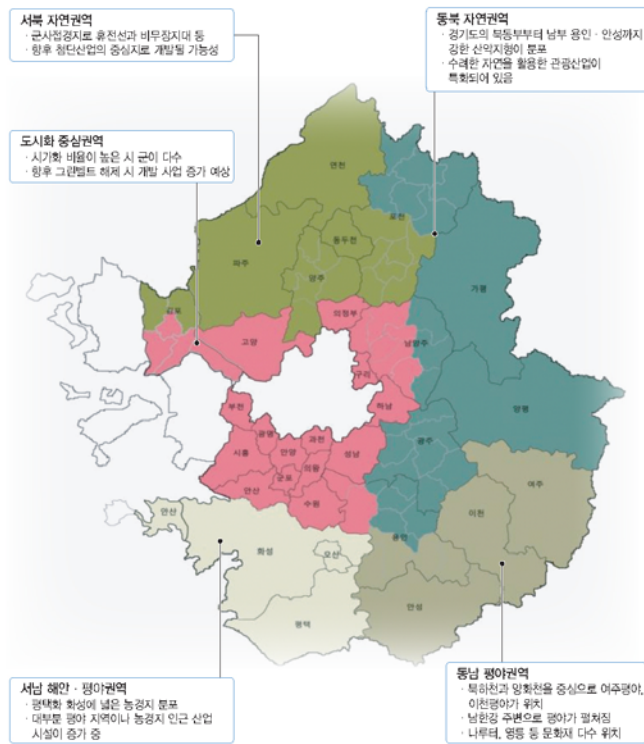 서북 자연권역
· 군사접경지로 휴전선과 비무장지대 등
· 향후 첨단산업의 중심지로 개발될 가능성
동북 자연권역
· 경기도의 북동부부터 남부 용인 · 안성까지
강한 산악지형이 분포
· 수려한 자연을 활용한 관광산업이
특화되어 있음
도시화 중심권역
· 시가화 비율이 높은 시 군이 다수
· 향후 그린벨트 해제 시 개발 사업 증가 예상
연천
포천
동두천
파주
양주
가평
김포
의정부
고양
남양주
구리
양평
부천
하남
광명
과천
시흥
안양
성남
광주
의왕
군포
여주
안산
수원
이천
안산
용인
화성
오산
안성
평택
서남 해안 · 평야권역
· 평택화 화성에 넓은 농경지 분포
· 대부분 평야 지역이나 농경지 인근 산업
시설이 증가 중
동남 평야권역
· 북하천과 양화천을 중심으로 여주평야,
이천평야가 위치
· 남한강 주변으로 평야가 펼쳐짐
· 나루터, 영릉 등 문화재 다수 위치